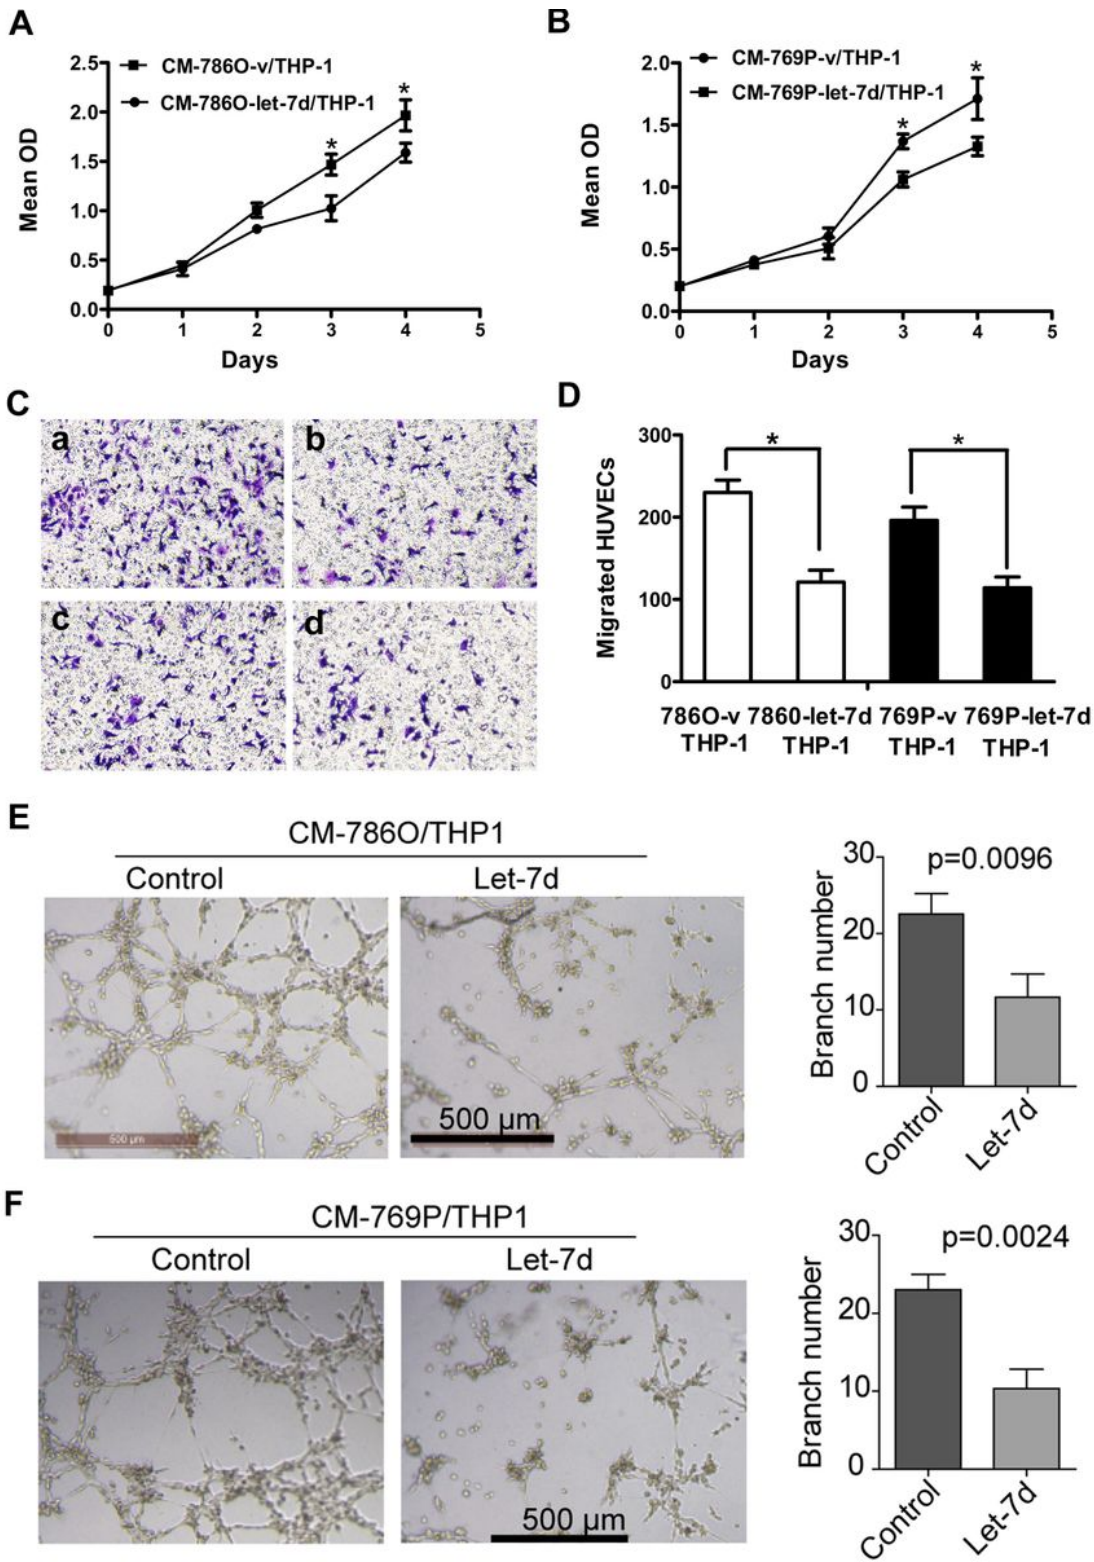 A
2.5
2.0
1.5
1.0
0.5
0.0
Mean OD
CM-786O-v/THP-1
CM-786O-let-7d/THP-1
*
*
0 1 2 3 4 5
Days
B
2.0
1.5
1.0
0.5
0.0
Mean OD
CM-769P-v/THP-1
CM-769P-let-7d/THP-1
*
*
0 1 2 3 4 5
Days
C
a
b
c
d
D
300
200
100
0
Migrated HUVECs
*
*
786O-v 7860-let-7d 769P-v 769P-let-7d
THP-1 THP-1 THP-1 THP-1
E
CM-786O/THP1
Control Let-7d
500 µm
500 µm
30
20
10
0
Branch number
p=0.0096
Control
Let-7d
F
CM-769P/THP1
Control Let-7d
500 µm
30
20
10
0
Branch number
p=0.0024
Control
Let-7d